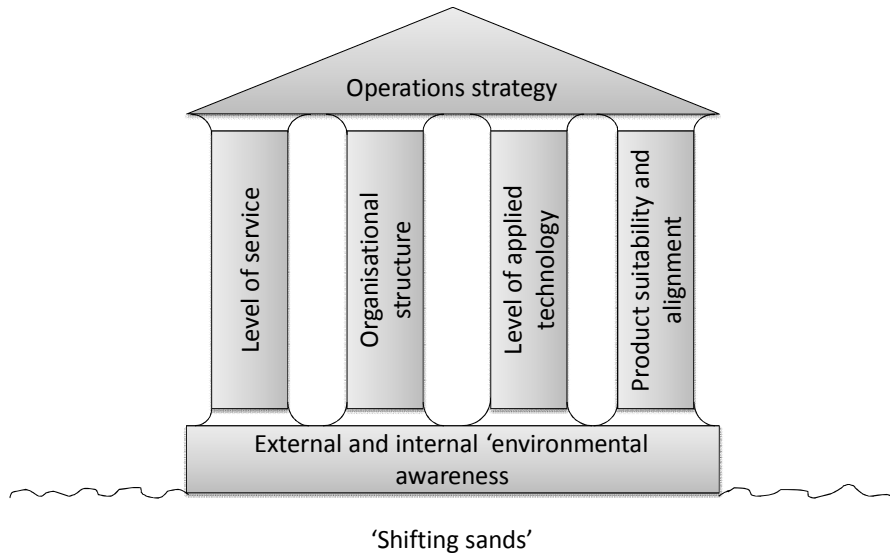 Operations strategy
Level of service
Organisational
structure
Level of applied
technology
Product suitability and
alignment
External and internal ‘environmental
awareness
‘Shifting sands’